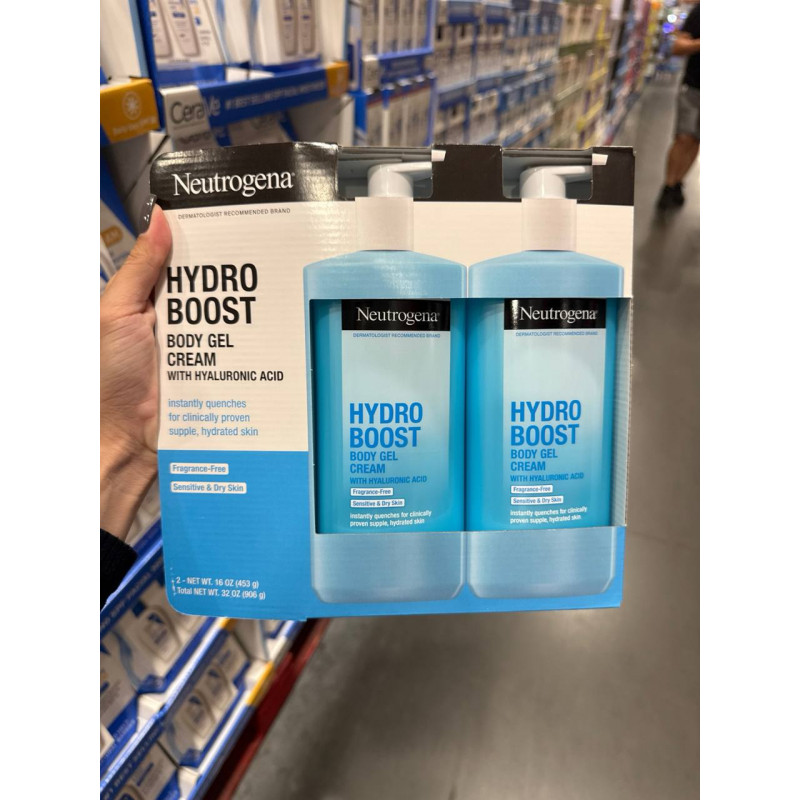 CeraVe
Neutrogena®
DERMATOLOGIST RECOMMENDED BRAND
HYDRO
BOOST
BODY GEL
CREAM
WITH HYALURONIC ACID
instantly quenches
for clinically proven
supple, hydrated skin
Fragrance-Free
Sensitive & Dry Skin
2 - NET WT. 16 OZ (453 g)
Total NET WT. 32 OZ (906 g)
Neutrogena®
DERMATOLOGIST RECOMMENDED BRAND
HYDRO
BOOST
BODY GEL
CREAM
WITH HYALURONIC ACID
Fragrance-Free
Sensitive & Dry Skin
instantly quenches for clinically
proven supple, hydrated skin
Neutrogena®
DERMATOLOGIST RECOMMENDED BRAND
HYDRO
BOOST
BODY GEL
CREAM
WITH HYALURONIC ACID
Fragrance-Free
Sensitive & Dry Skin
instantly quenches for clinically
proven supple, hydrated skin